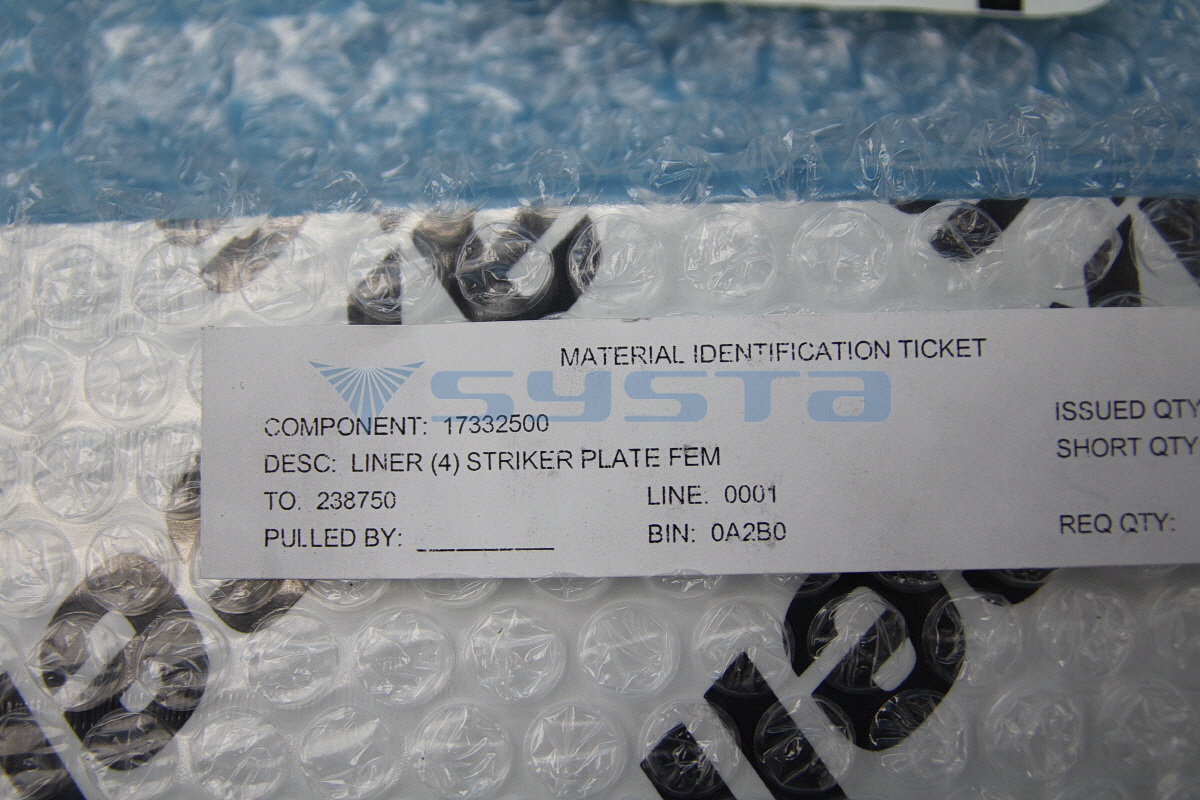 MATERIAL IDENTIFICATION TICKET
systa
COMPONENT: 17332500
ISSUED QTY
DESC: LINER (4) STRIKER PLATE FEM
SHORT QTY
TO. 238750
LINE: 0001
PULLED BY: ___________
BIN: 0A2B0
REQ QTY: